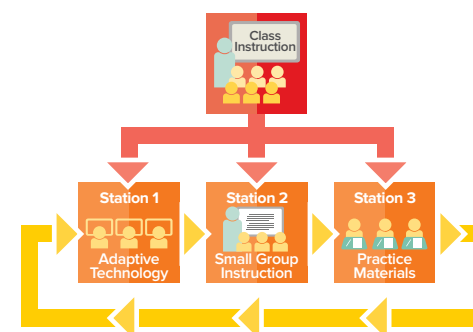 Class
Instruction
Station 1
Adaptive
Technology
Station 2
Small Group
Instruction
Station 3
Practice
Materials